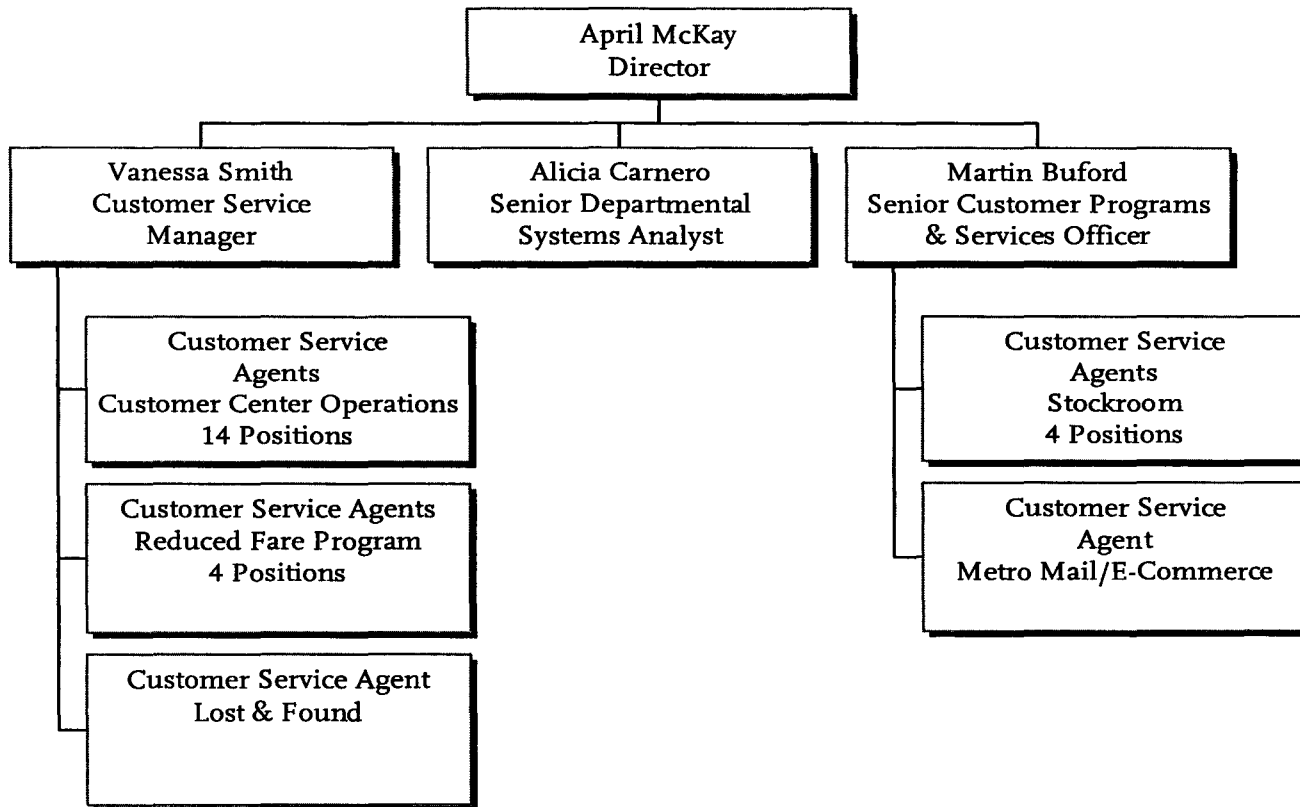 April McKay
Director
Vanessa Smith
Customer Service
Manager
Alicia Carnero
Senior Departmental
Systems Analyst
Martin Buford
Senior Customer Programs
& Services Officer
Customer Service
Agents
Customer Center Operations
14 Positions
Customer Service Agents
Reduced Fare Program
4 Positions
Customer Service Agent
Lost & Found
Customer Service
Agents
Stockroom
4 Positions
Customer Service
Agent
Metro Mail/E-Commerce